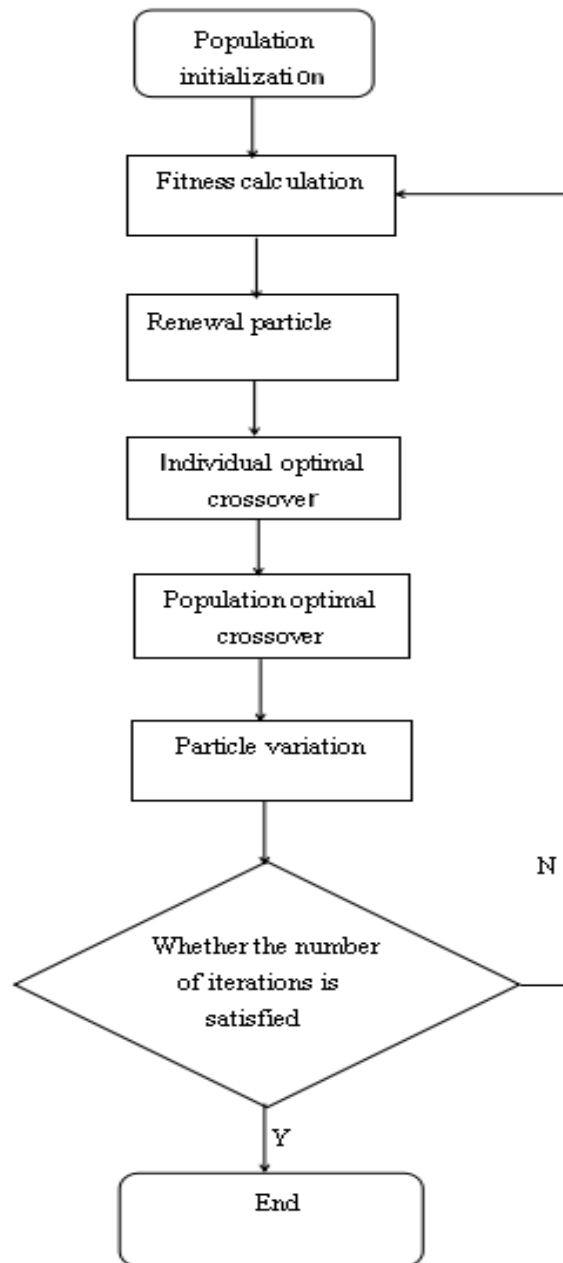 Population
initialization
Fitness calculation
Renewal particle
Individual optimal
crossover
Population optimal
crossover
Particle variation
N
Whether the number
of iterations is
satisfied
Y
End